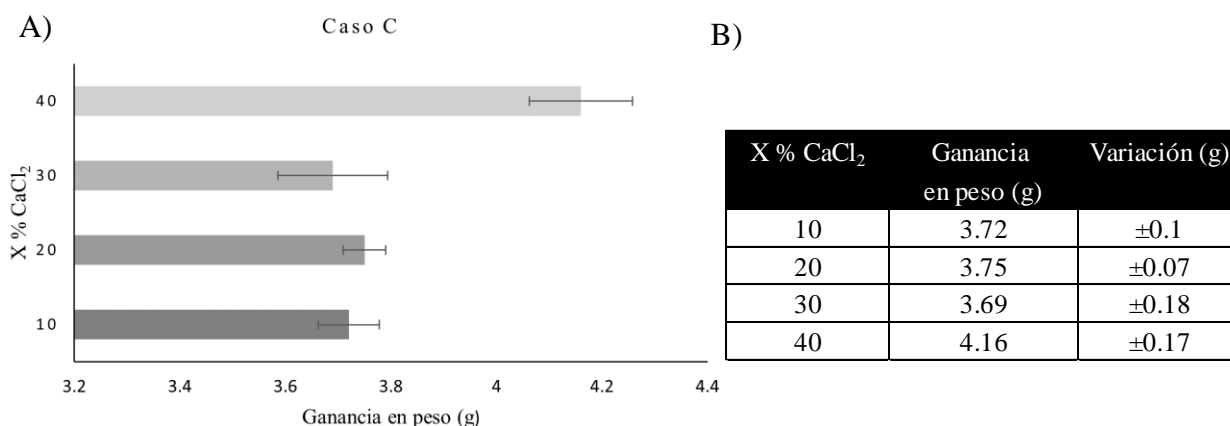 A)
Caso C
X % CaCl₂
40
30
20
10
3.2 3.4 3.6 3.8 4 4.2 4.4
Ganancia en peso (g)
B)
X % CaCl₂ Ganancia en peso (g) Variación (g)
10 3.72 ±0.1
20 3.75 ±0.07
30 3.69 ±0.18
40 4.16 ±0.17